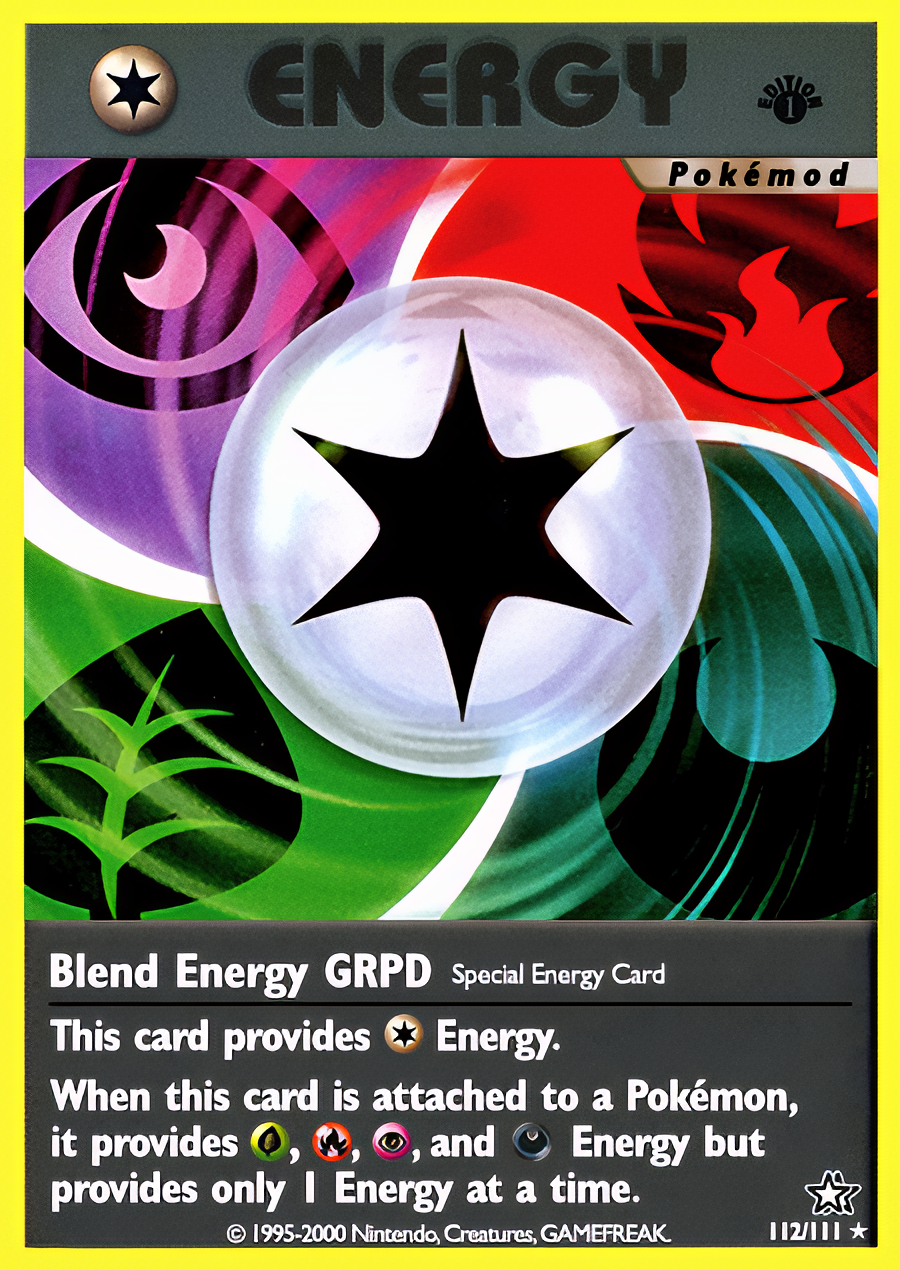 ENERGY
EDITION
1
Pokémod
Blend Energy GRPD Special Energy Card
This card provides Energy.
When this card is attached to a Pokémon,
it provides , , , and Energy but
provides only 1 Energy at a time.
© 1995-2000 Nintendo, Creatures, GAMEFREAK.
112/111 ★